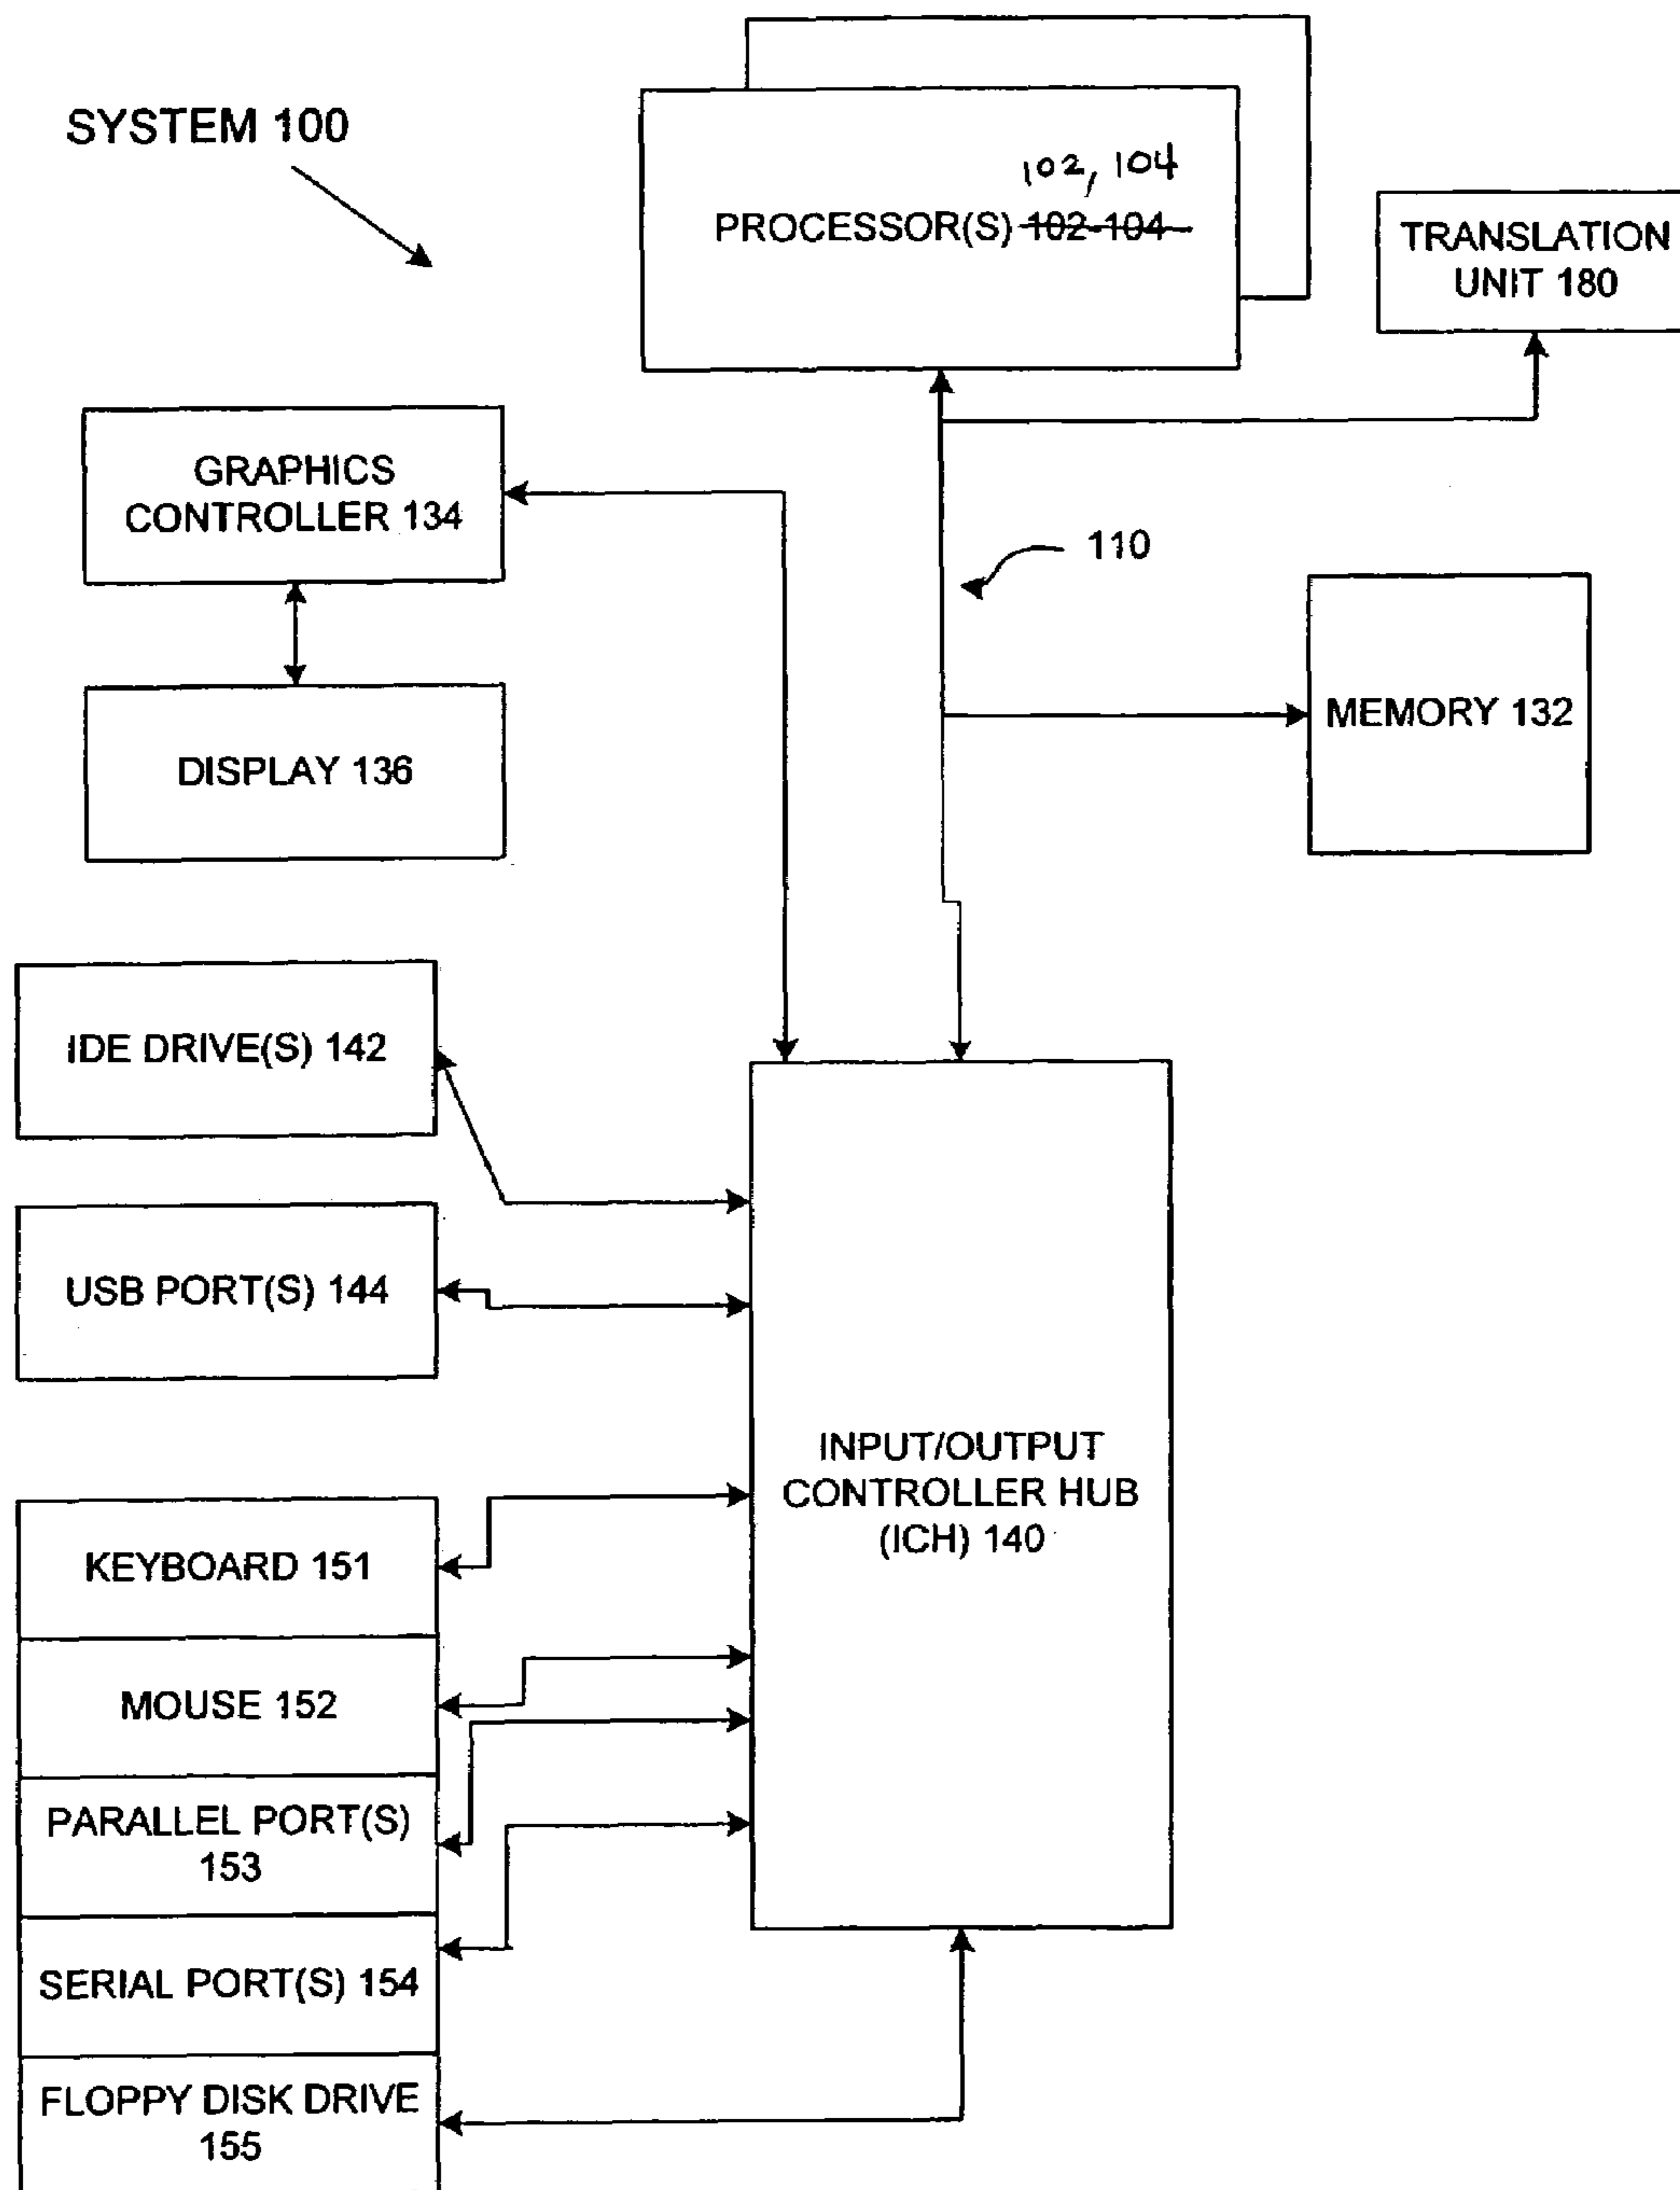 SYSTEM 100
102, 104
PROCESSOR(S) 102-104
TRANSLATION
UNIT 180
GRAPHICS
CONTROLLER 134
110
MEMORY 132
DISPLAY 136
IDE DRIVE(S) 142
USB PORT(S) 144
INPUT/OUTPUT
CONTROLLER HUB
(ICH) 140
KEYBOARD 151
MOUSE 152
PARALLEL PORT(S)
153
SERIAL PORT(S) 154
FLOPPY DISK DRIVE
155